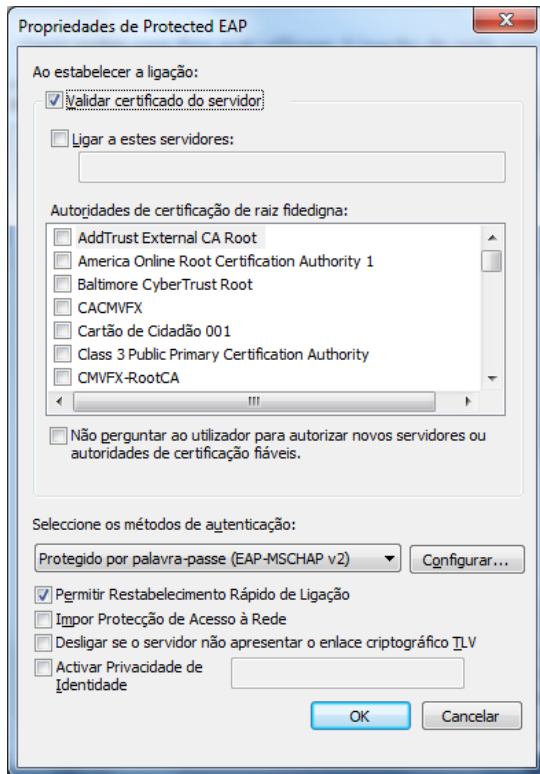 Propriedades de Protected EAP
Ao estabelecer a ligação:
Validar certificado do servidor
Ligar a estes servidores:
Autoridades de certificação de raiz fidedigna:
AddTrust External CA Root
America Online Root Certification Authority 1
Baltimore CyberTrust Root
CACMVFX
Cartão de Cidadão 001
Class 3 Public Primary Certification Authority
CMVFX-RootCA
Não perguntar ao utilizador para autorizar novos servidores ou
autoridades de certificação fiáveis.
Seleccione os métodos de autenticação:
Protegido por palavra-passe (EAP-MSCHAP v2)
Configurar...
Permitir Restabelecimento Rápido de Ligação
Impor Protecção de Acesso à Rede
Desligar se o servidor não apresentar o enlace criptográfico TLV
Activar Privacidade de
Identidade
OK
Cancelar